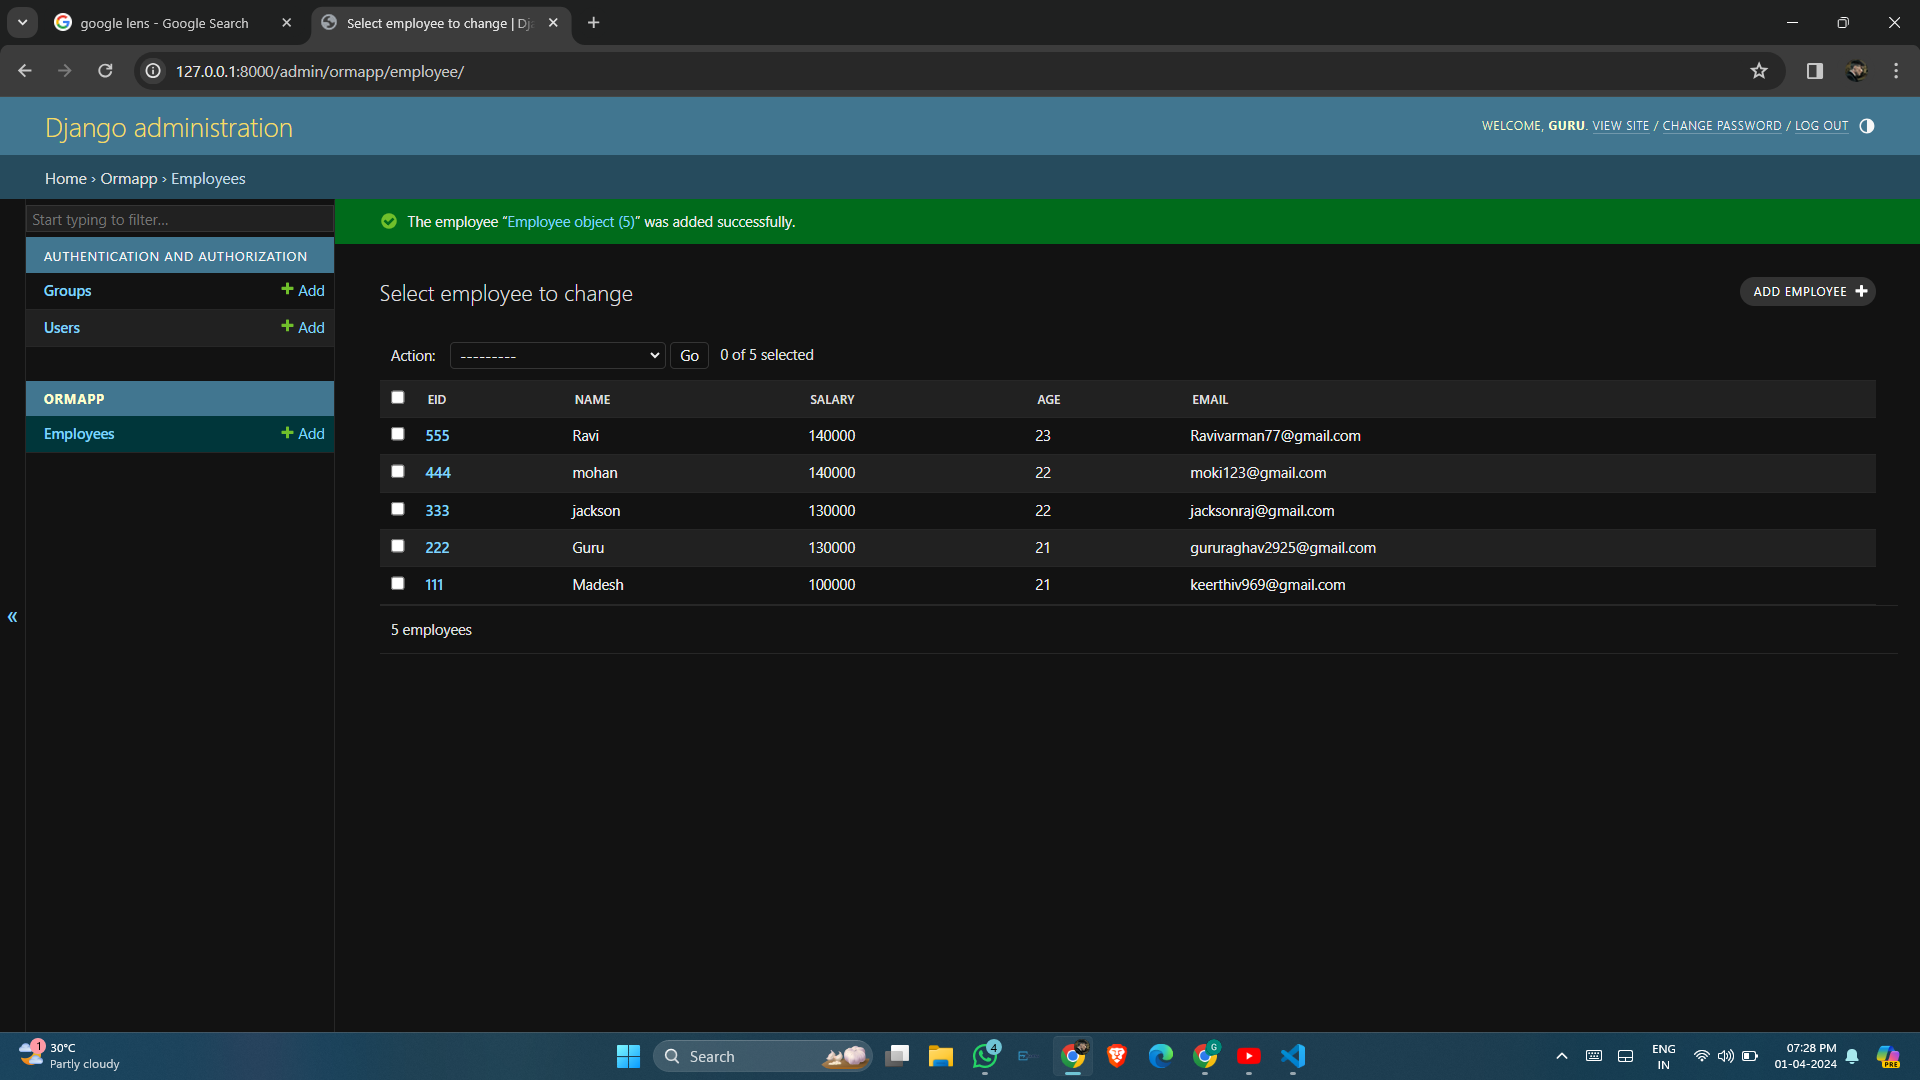 google lens - Google Search
Select employee to change | Dj
127.0.0.1:8000/admin/ormapp/employee/
Django administration
WELCOME, GURU. VIEW SITE / CHANGE PASSWORD / LOG OUT
Home › Ormapp › Employees
Start typing to filter...
The employee “Employee object (5)” was added successfully.
AUTHENTICATION AND AUTHORIZATION
Groups + Add
Users + Add
ORMAPP
Employees + Add
Select employee to change
ADD EMPLOYEE +
Action: --------- Go 0 of 5 selected
EID NAME SALARY AGE EMAIL
555 Ravi 140000 23 Ravivarman77@gmail.com
444 mohan 140000 22 moki123@gmail.com
333 jackson 130000 22 jacksonraj@gmail.com
222 Guru 130000 21 gururaghav2925@gmail.com
111 Madesh 100000 21 keerthiv969@gmail.com
5 employees
«
1
30°C
Partly cloudy
Search
4
G
ENG
IN
07:28 PM
01-04-2024
PRE